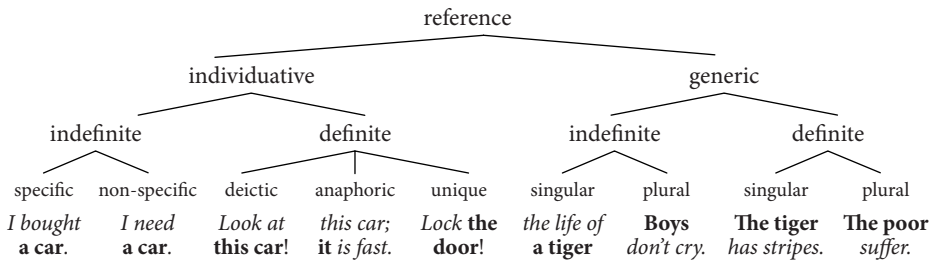 reference
individuative generic
indefinite definite indefinite definite
specific non-specific deictic anaphoric unique singular plural singular plural
I bought I need Look at this car; Lock the the life of Boys The tiger The poor
a car. a car. this car! it is fast. door! a tiger don't cry. has stripes. suffer.